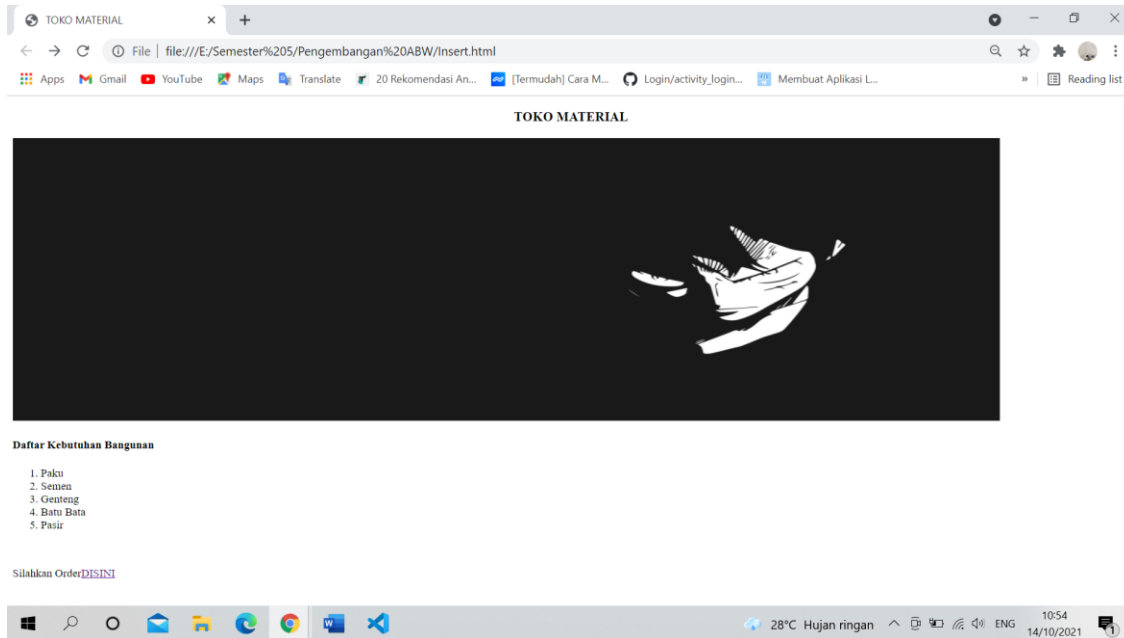 TOKO MATERIAL
File | file:///E:/Semester%205/Pengembangan%20ABW/Insert.html
Apps Gmail YouTube Maps Translate 20 Rekomendasi An... [Termudah] Cara M... Login/activity_login... Membuat Aplikasi L... » Reading list
TOKO MATERIAL
Daftar Kebutuhan Bangunan
1. Paku
2. Semen
3. Genteng
4. Batu Bata
5. Pasir
Silahkan OrderDISINI
28°C Hujan ringan ENG 10:54
14/10/2021 1